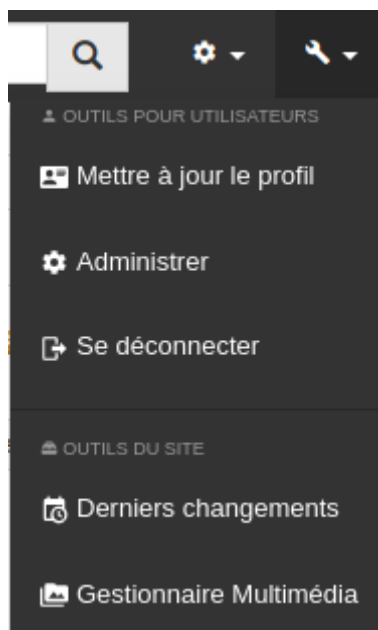 OUTILS POUR UTILISATEURS
Mettre à jour le profil
Administrer
Se déconnecter
OUTILS DU SITE
Derniers changements
Gestionnaire Multimédia